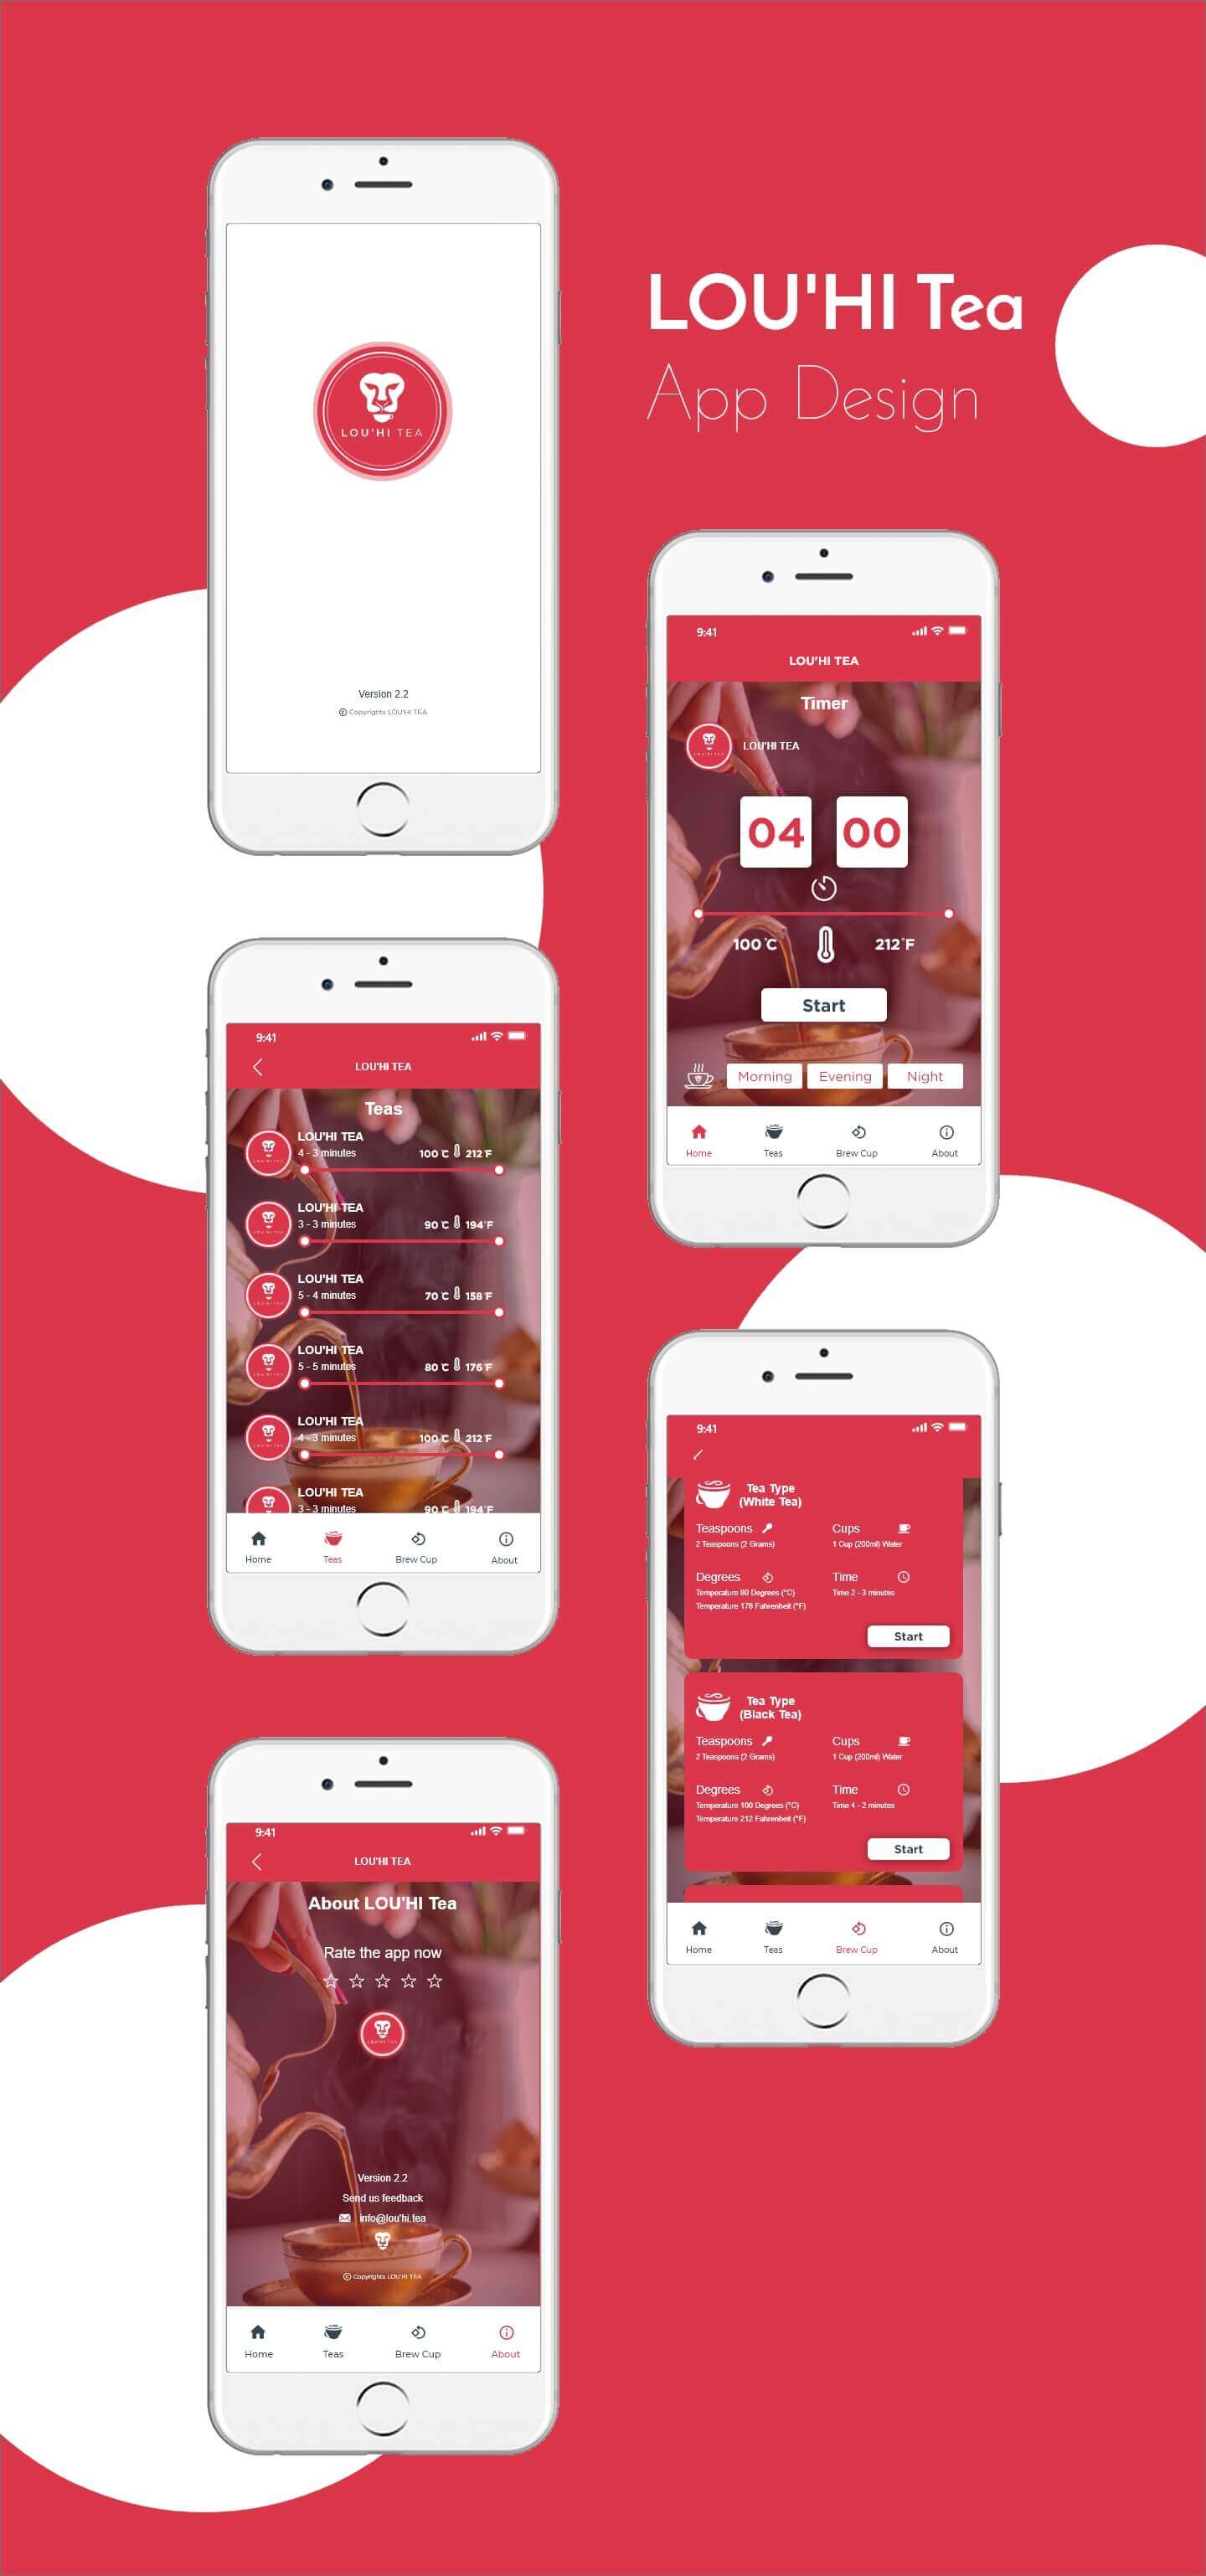 LOU'HI TEA
Version 2.2
© Copyrights LOU'HI TEA
LOU'HI Tea
App Design
9:41
LOU'HI TEA
Timer
LOU'HI TEA
04 00
100°C 212°F
Start
Morning Evening Night
Home Teas Brew Cup About
9:41
LOU'HI TEA
Teas
LOU'HI TEA
4 - 3 minutes 100°C 212°F
LOU'HI TEA
3 - 3 minutes 90°C 194°F
LOU'HI TEA
5 - 4 minutes 70°C 158°F
LOU'HI TEA
5 - 5 minutes 80°C 176°F
LOU'HI TEA
4 - 3 minutes 100°C 212°F
LOU'HI TEA
3 - 3 minutes 90°C 194°F
Home Teas Brew Cup About
9:41
Tea Type
(White Tea)
Teaspoons Cups
2 Teaspoons (2 Grams) 1 Cup (200ml) Water
Degrees Time
Temperature 80 Degrees (°C) Time 2 - 3 minutes
Temperature 176 Fahrenheit (°F)
Start
Tea Type
(Black Tea)
Teaspoons Cups
2 Teaspoons (2 Grams) 1 Cup (200ml) Water
Degrees Time
Temperature 100 Degrees (°C) Time 4 - 2 minutes
Temperature 212 Fahrenheit (°F)
Start
Home Teas Brew Cup About
9:41
LOU'HI TEA
About LOU'HI Tea
Rate the app now
LOU'HI TEA
Version 2.2
Send us feedback
info@lou'hi.tea
© Copyrights LOU'HI TEA
Home Teas Brew Cup About